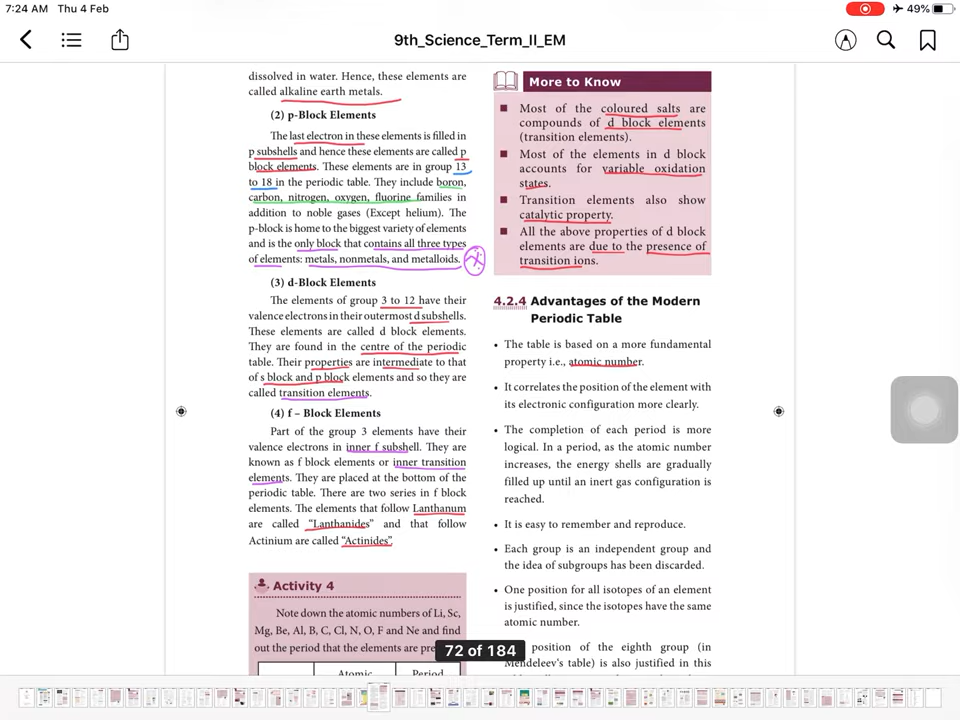 7:24 AM Thu 4 Feb
49%
9th_Science_Term_II_EM
dissolved in water. Hence, these elements are
called alkaline earth metals.
(2) p-Block Elements
The last electron in these elements is filled in
p subshells and hence these elements are called p
block elements. These elements are in group 13
to 18 in the periodic table. They include boron,
carbon, nitrogen, oxygen, fluorine families in
addition to noble gases (Except helium). The
p-block is home to the biggest variety of elements
and is the only block that contains all three types
of elements: metals, nonmetals, and metalloids.
(3) d-Block Elements
The elements of group 3 to 12 have their
valence electrons in their outermost d subshells.
These elements are called d block elements.
They are found in the centre of the periodic
table. Their properties are intermediate to that
of s block and p block elements and so they are
called transition elements.
(4) f – Block Elements
Part of the group 3 elements have their
valence electrons in inner f subshell. They are
known as f block elements or inner transition
elements. They are placed at the bottom of the
periodic table. There are two series in f block
elements. The elements that follow Lanthanum
are called “Lanthanides” and that follow
Actinium are called “Actinides”.
Activity 4
Note down the atomic numbers of Li, Sc,
Mg, Be, Al, B, C, Cl, N, O, F and Ne and find
out the period that the elements are
Atomic
Period
More to Know
Most of the coloured salts are
compounds of d block elements
(transition elements).
Most of the elements in d block
accounts for variable oxidation
states.
Transition elements also show
catalytic property.
All the above properties of d block
elements are due to the presence of
transition ions.
4.2.4 Advantages of the Modern
Periodic Table
• The table is based on a more fundamental
property i.e., atomic number.
• It correlates the position of the element with
its electronic configuration more clearly.
• The completion of each period is more
logical. In a period, as the atomic number
increases, the energy shells are gradually
filled up until an inert gas configuration is
reached.
• It is easy to remember and reproduce.
• Each group is an independent group and
the idea of subgroups has been discarded.
• One position for all isotopes of an element
is justified, since the isotopes have the same
atomic number.
position of the eighth group (in
Mendeleev's table) is also justified in this
72 of 184